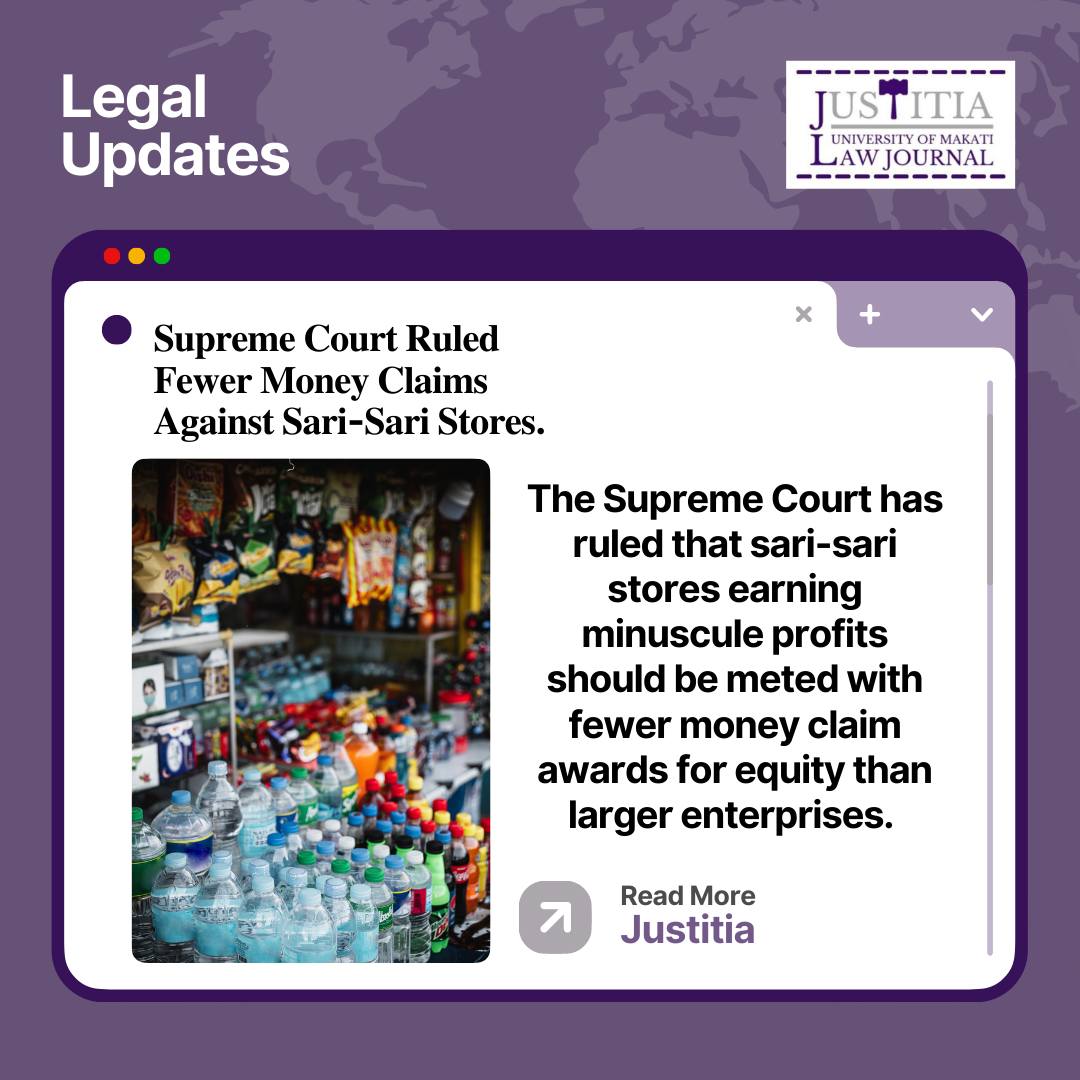 Legal
Updates
JUSTITIA
UNIVERSITY OF MAKATI
LAW JOURNAL
Supreme Court Ruled
Fewer Money Claims
Against Sari-Sari Stores.
The Supreme Court has
ruled that sari-sari
stores earning
minuscule profits
should be meted with
fewer money claim
awards for equity than
larger enterprises.
Read More
Justitia